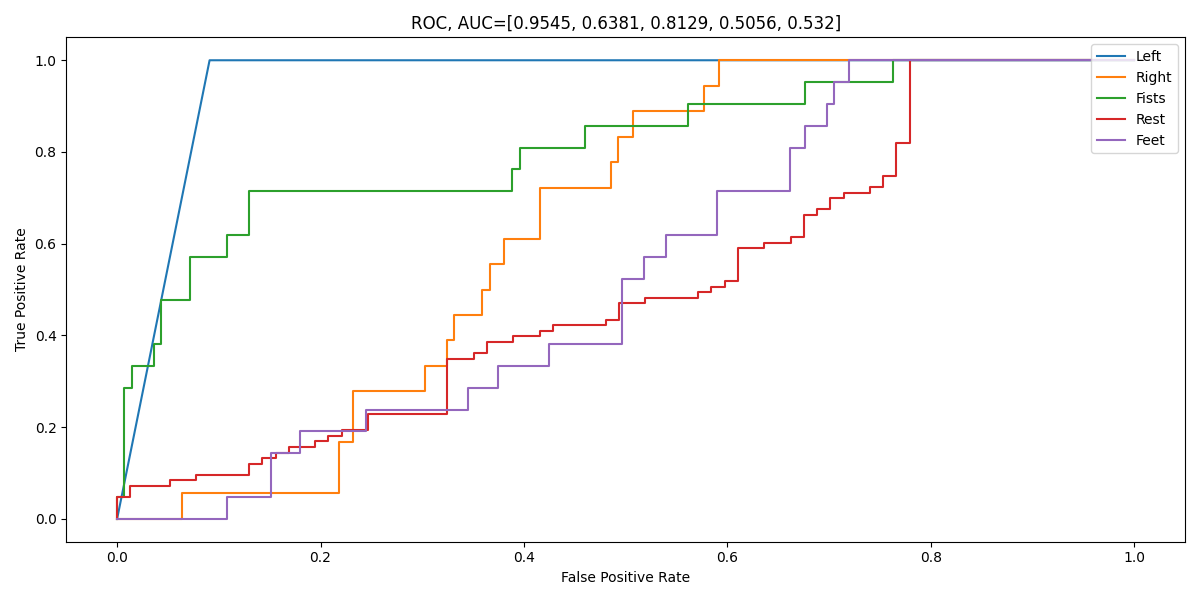 ROC, AUC=[0.9545, 0.6381, 0.8129, 0.5056, 0.532]
Left
Right
Fists
Rest
Feet
True Positive Rate
1.0
0.8
0.6
0.4
0.2
0.0
0.0 0.2 0.4 0.6 0.8 1.0
False Positive Rate